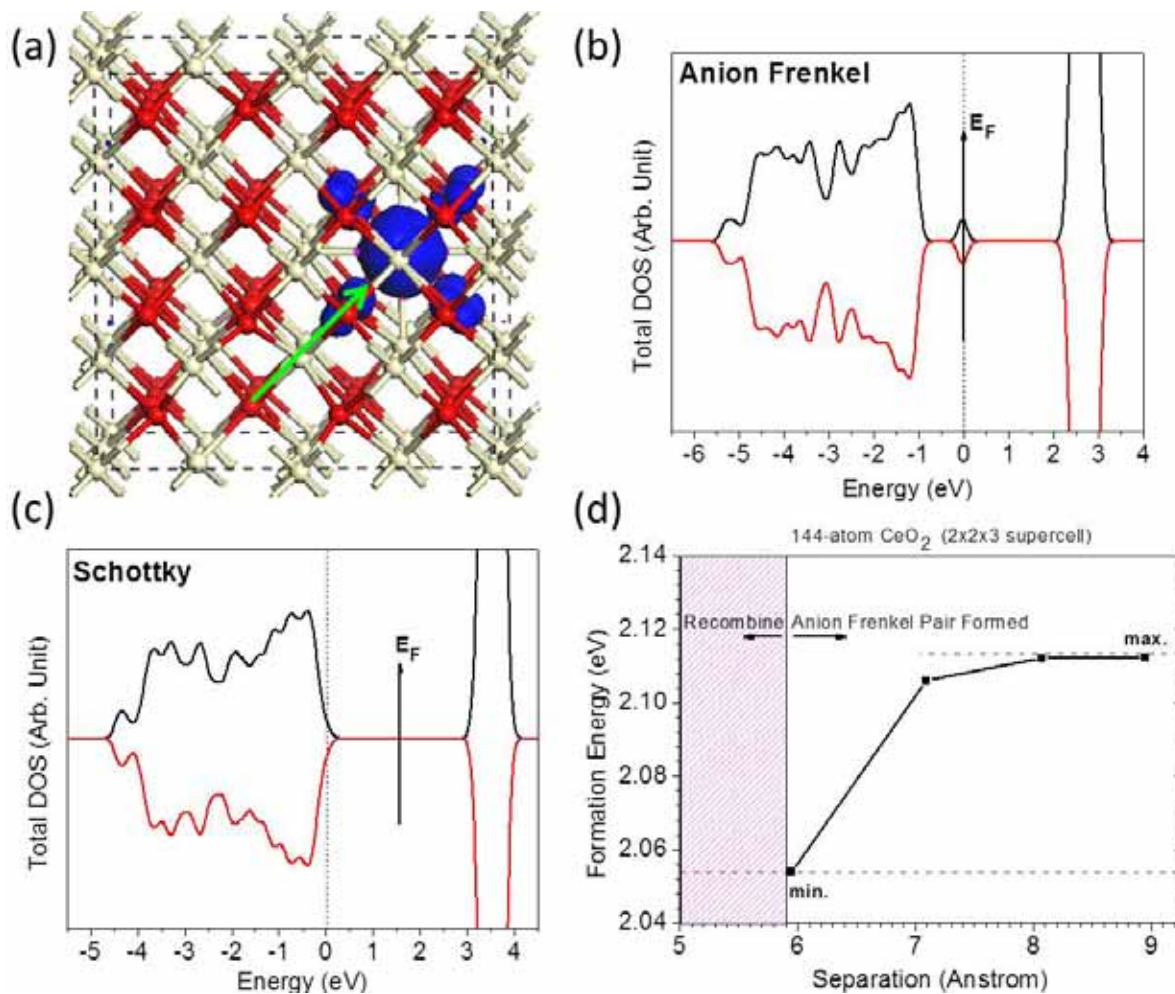 (a)
(b)
Anion Frenkel
E_F
Total DOS (Arb. Unit)
-6 -5 -4 -3 -2 -1 0 1 2 3 4
Energy (eV)
(c)
Schottky
E_F
Total DOS (Arb. Unit)
-5 -4 -3 -2 -1 0 1 2 3 4
Energy (eV)
(d)
144-atom CeO2 (2x2x3 supercell)
2.14
2.12
2.10
2.08
2.06
2.04
Formation Energy (eV)
Recombine Anion Frenkel Pair Formed
max.
min.
5 6 7 8 9
Separation (Anstrom)